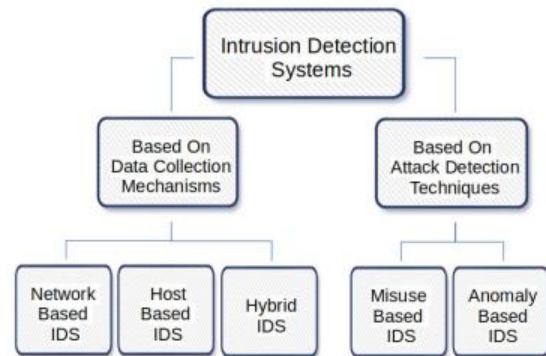 Intrusion Detection
Systems
Based On
Data Collection
Mechanisms
Based On
Attack Detection
Techniques
Network
Based
IDS
Host
Based
IDS
Hybrid
IDS
Misuse
Based
IDS
Anomaly
Based
IDS